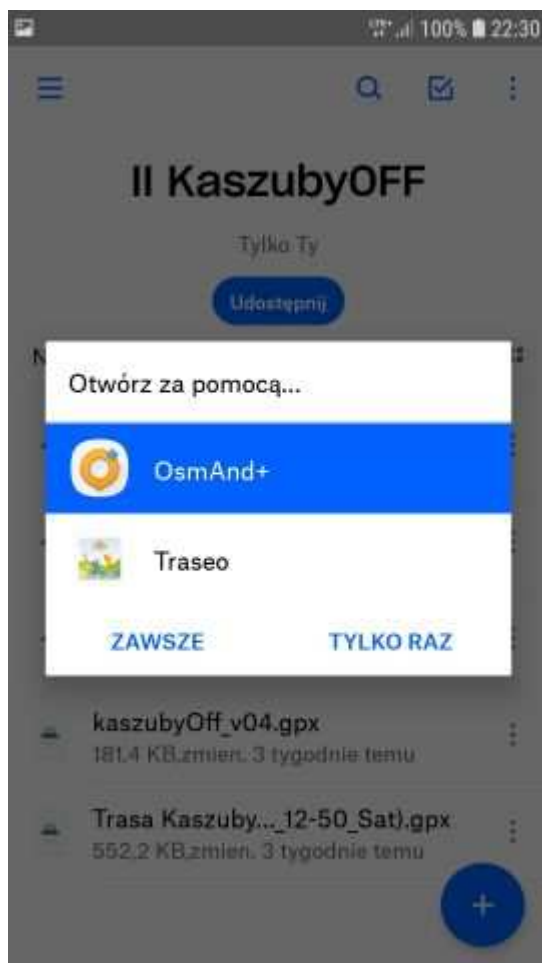 100% 22:30
II KaszubyOFF
Tylko Ty
Udostępnij
N
Otwórz za pomocą...
OsmAnd+
Traseo
ZAWSZE TYLKO RAZ
kaszubyOff_v04.gpx
181,4 KB,zmien. 3 tygodnie temu
Trasa Kaszuby..._12-50_Sat).gpx
552,2 KB,zmien. 3 tygodnie temu